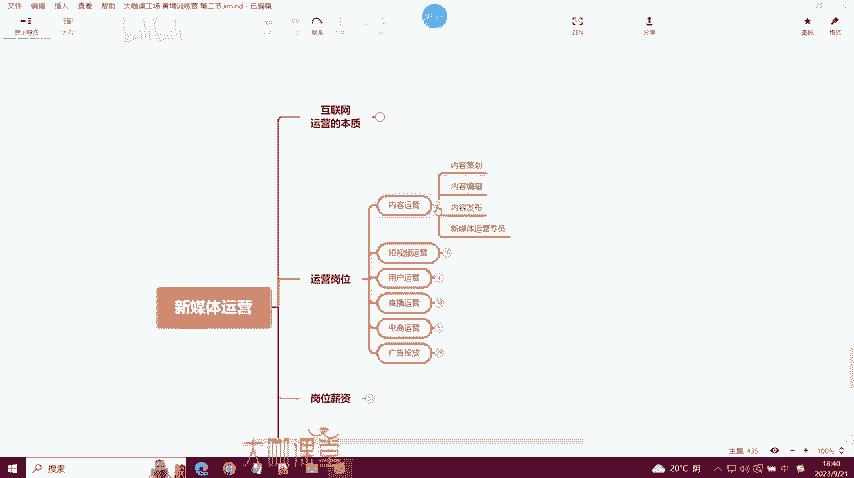 文件 编辑 插入 查看 帮助 大咖课工场 黄埔训练营 第二节.xmind - 已编辑
联系
28%
分享
图标
格式
互联网
运营的本质
内容策划
内容编辑
内容运营
内容发布
新媒体运营专员
短视频运营
运营岗位
用户运营
新媒体运营
直播运营
电商运营
广告投放
岗位薪资
大咖课堂
主题: 435
100%
搜索
20°C 阴
中
18:40
2023/9/21